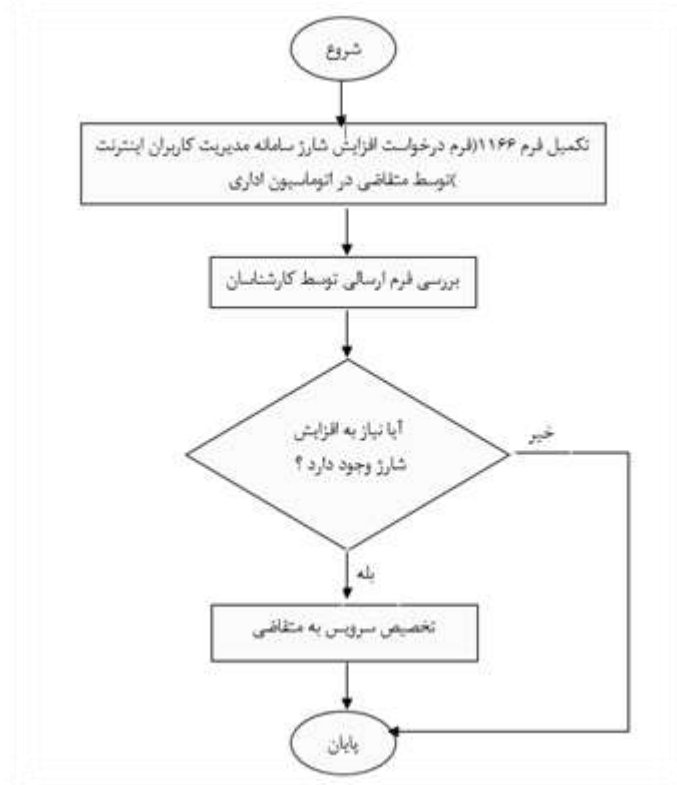 شروع
تکمیل فرم ۱۱۶۶(فرم درخواست افزایش شارژ سامانه مدیریت کاربران اینترنت
)توسط متقاضی در اتوماسیون اداری
بررسی فرم ارسالی توسط کارشناسان
آیا نیاز به افزایش
شارژ وجود دارد ؟
خیر
بله
تخصیص سرویس به متقاضی
پایان